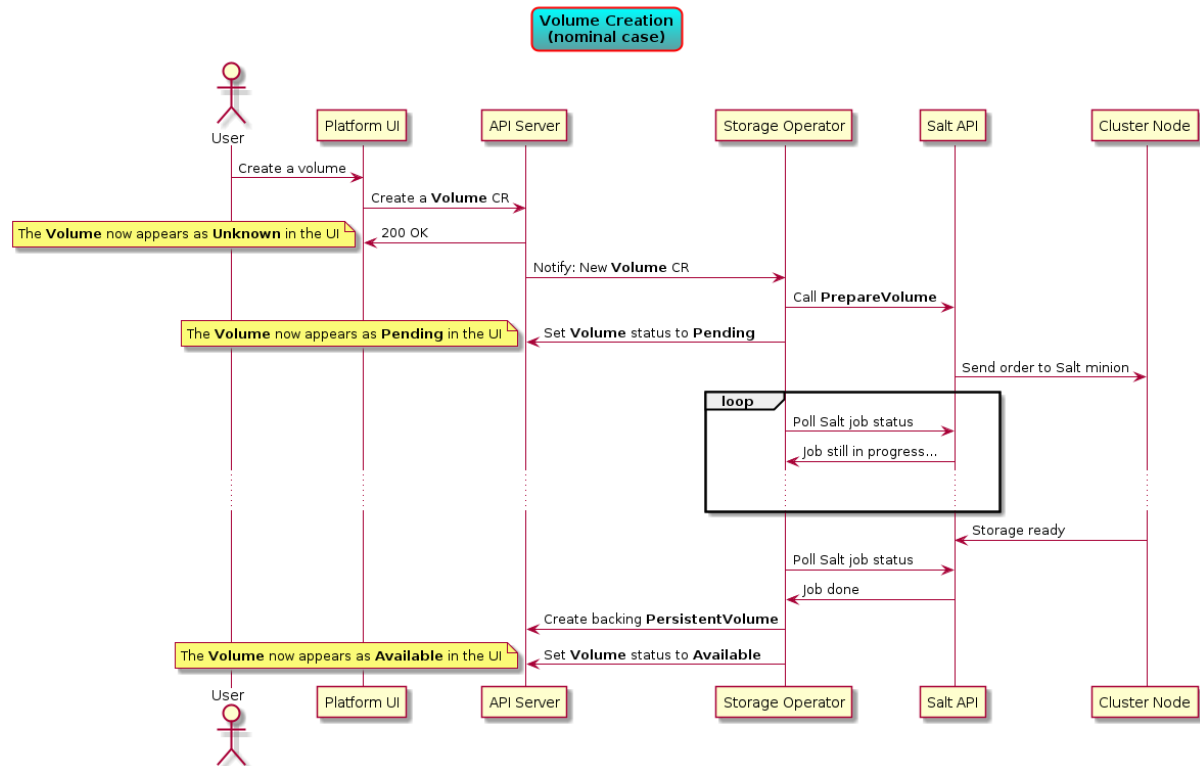 Volume Creation
(nominal case)
User
Platform UI
API Server
Storage Operator
Salt API
Cluster Node
Create a volume
Create a Volume CR
The Volume now appears as Unknown in the UI
200 OK
Notify: New Volume CR
Call PrepareVolume
The Volume now appears as Pending in the UI
Set Volume status to Pending
Send order to Salt minion
loop
Poll Salt job status
Job still in progress...
Storage ready
Poll Salt job status
Job done
Create backing PersistentVolume
The Volume now appears as Available in the UI
Set Volume status to Available
User
Platform UI
API Server
Storage Operator
Salt API
Cluster Node